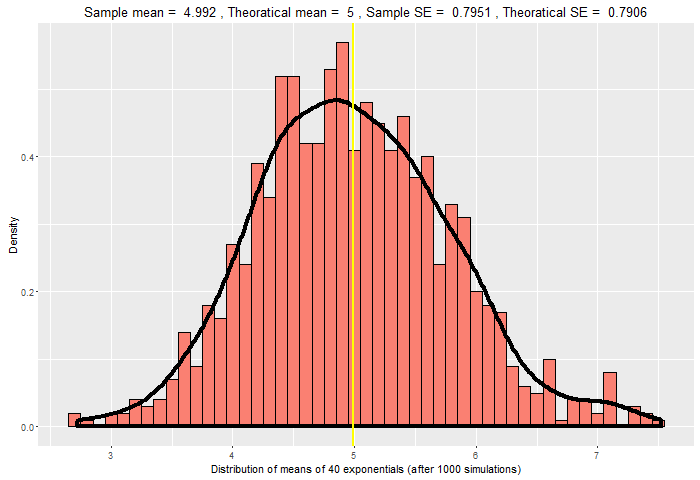 Sample mean =  4.992 , Theoratical mean =  5 , Sample SE =  0.7951 , Theoratical SE =  0.7906
Density
0.4
0.2
0.0
3 4 5 6 7
Distribution of means of 40 exponentials (after 1000 simulations)